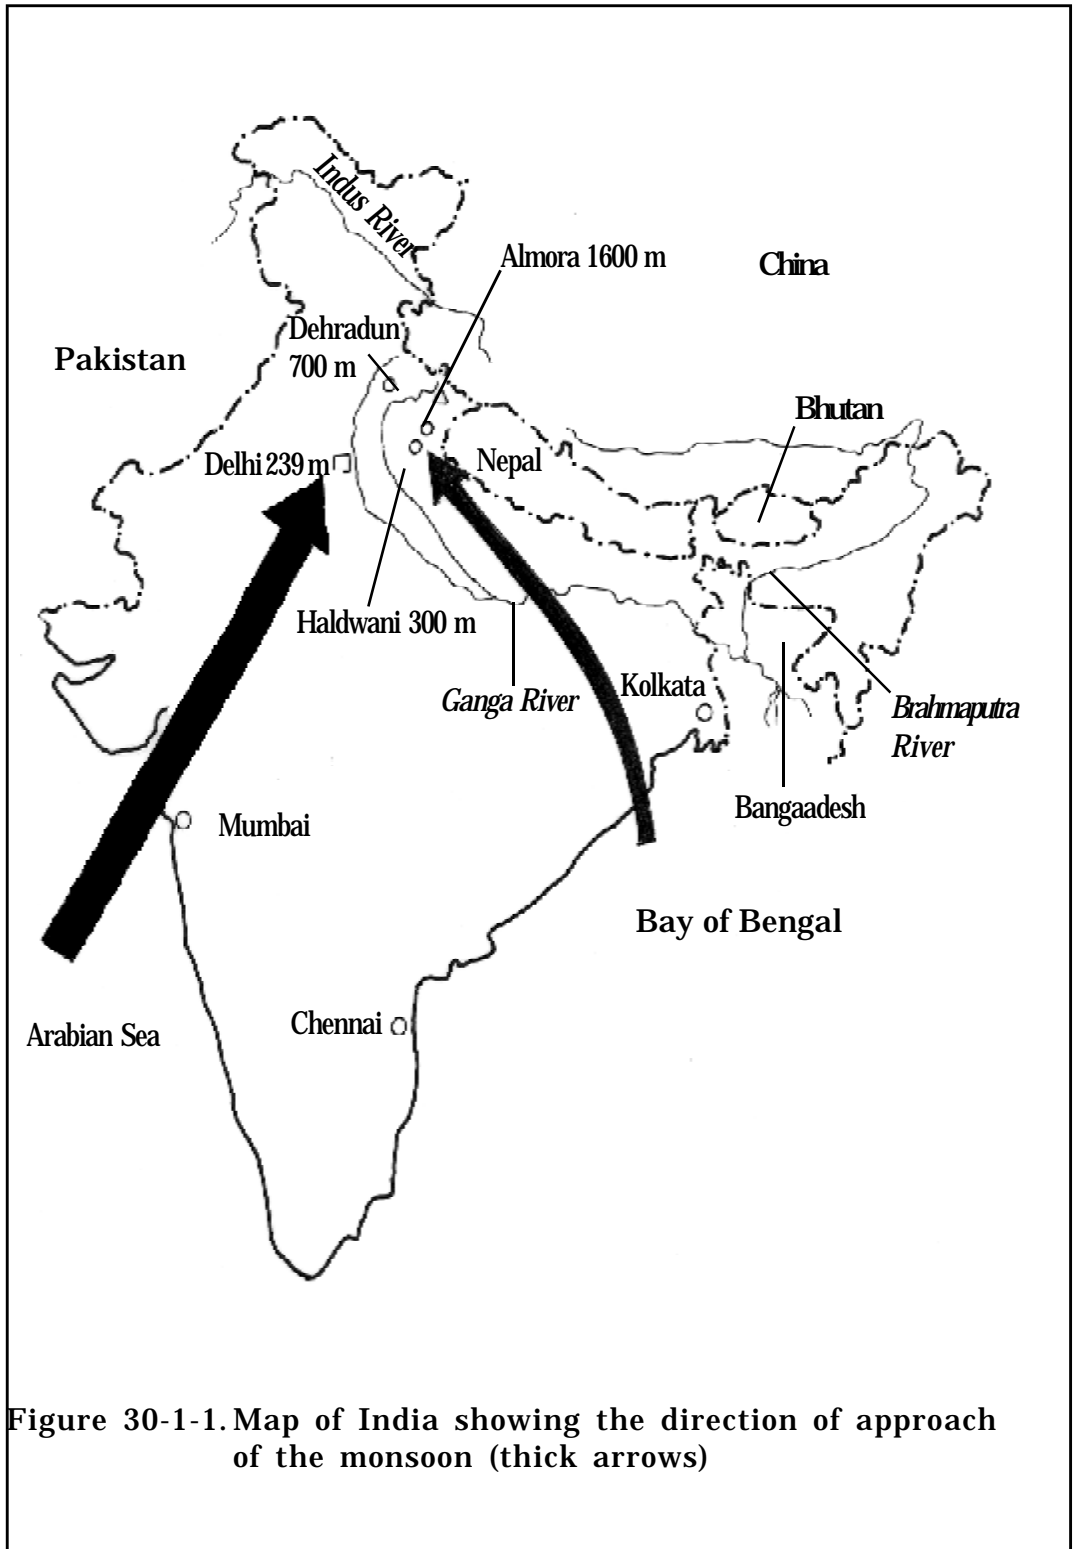 Indus River
Almora 1600 m
China
Dehradun
700 m
Pakistan
Bhutan
Delhi 239 m
Nepal
Haldwani 300 m
Ganga River
Kolkata
Brahmaputra
River
Bangaadesh
Mumbai
Bay of Bengal
Chennai
Arabian Sea
Figure 30-1-1. Map of India showing the direction of approach
of the monsoon (thick arrows)